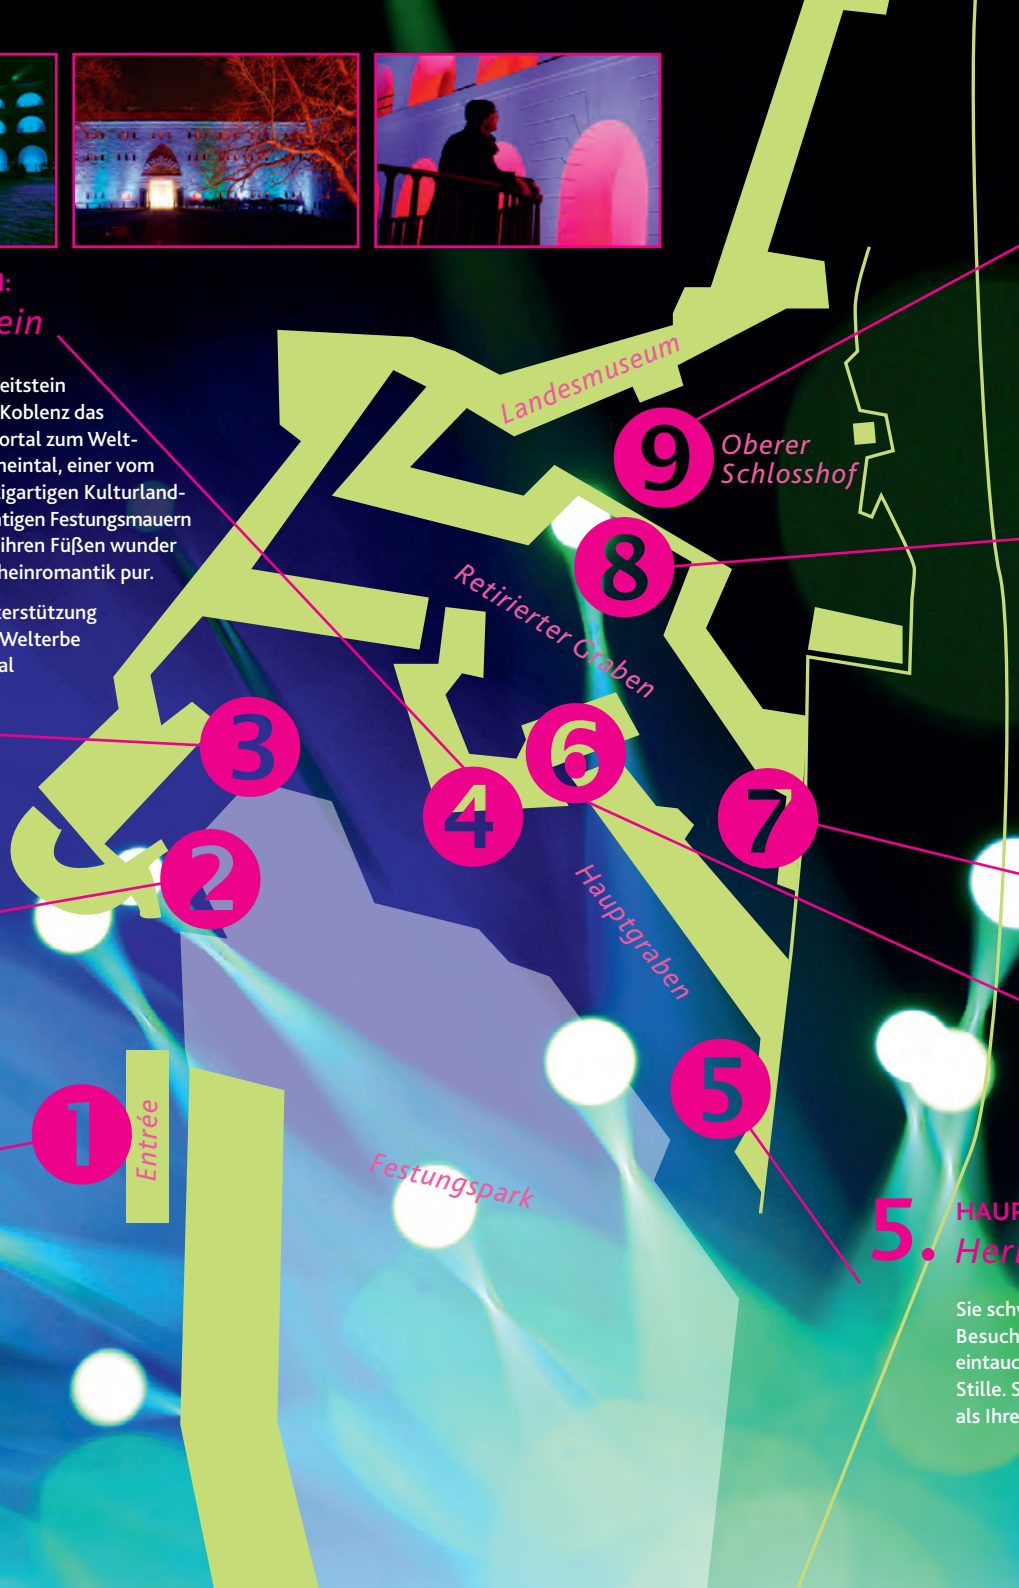 eitstein
Koblenz das
ortal zum Welt-
heintal, einer vom
igartigen Kulturland-
tigen Festungsmauern
ihren Füßen wunder
heinromantik pur.
terstützung
Welterbe
al
ein
Landesmuseum
9
Oberer
Schlosshof
8
Retirierter Graben
3
6
4
7
2
Hauptgraben
5
1
Entrée
Festungspark
5.
HAUP
Herr
Sie schw
Besuch
eintauc
Stille. S
als Ihre